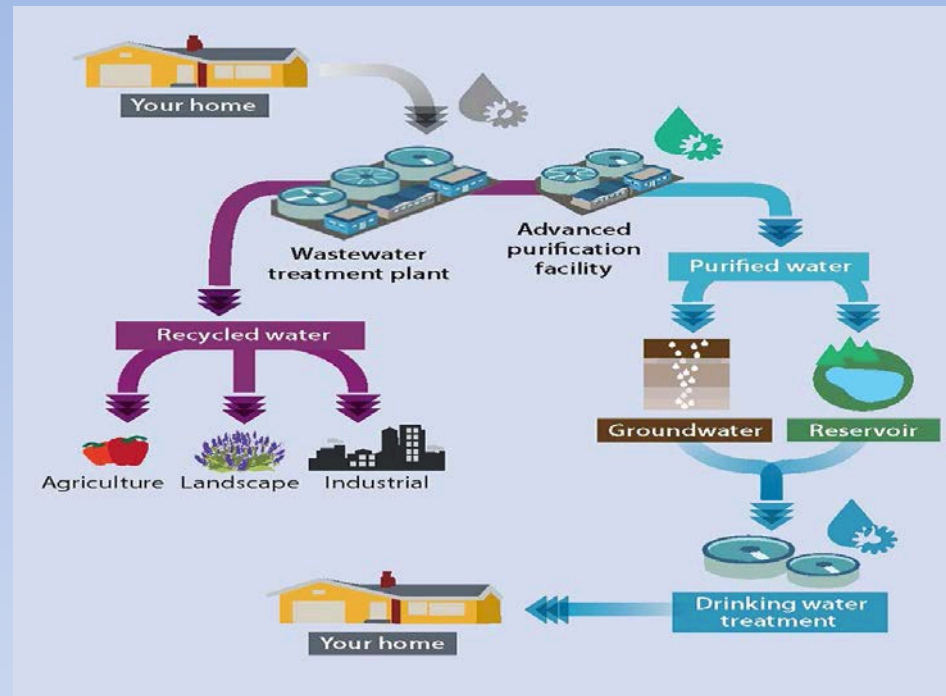 Your home
Wastewater
treatment plant
Advanced
purification
facility
Purified water
Recycled water
Groundwater
Reservoir
Agriculture
Landscape
Industrial
Drinking water
treatment
Your home